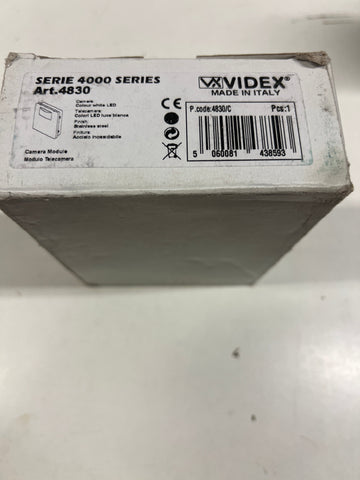 SERIE 4000 SERIES
Art.4830
Camera:
Colour white LED
Telecamera:
Colori LED luce bianca
Finish:
Stainless steel
Finitura:
Acciaio inossidabile
Camera Module
Modulo Telecamera
CE
VIDEX®
MADE IN ITALY
P.code:4830/C Pcs:1
5 060081 438593